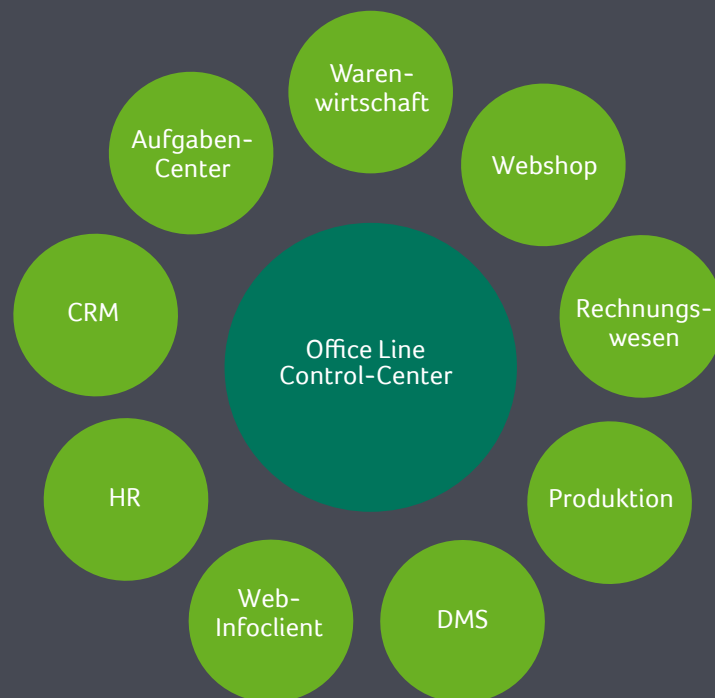 Waren-
wirtschaft
Webshop
Rechnungs-
wesen
Produktion
DMS
Web-
Infoclient
HR
CRM
Aufgaben-
Center
Office Line
Control-Center